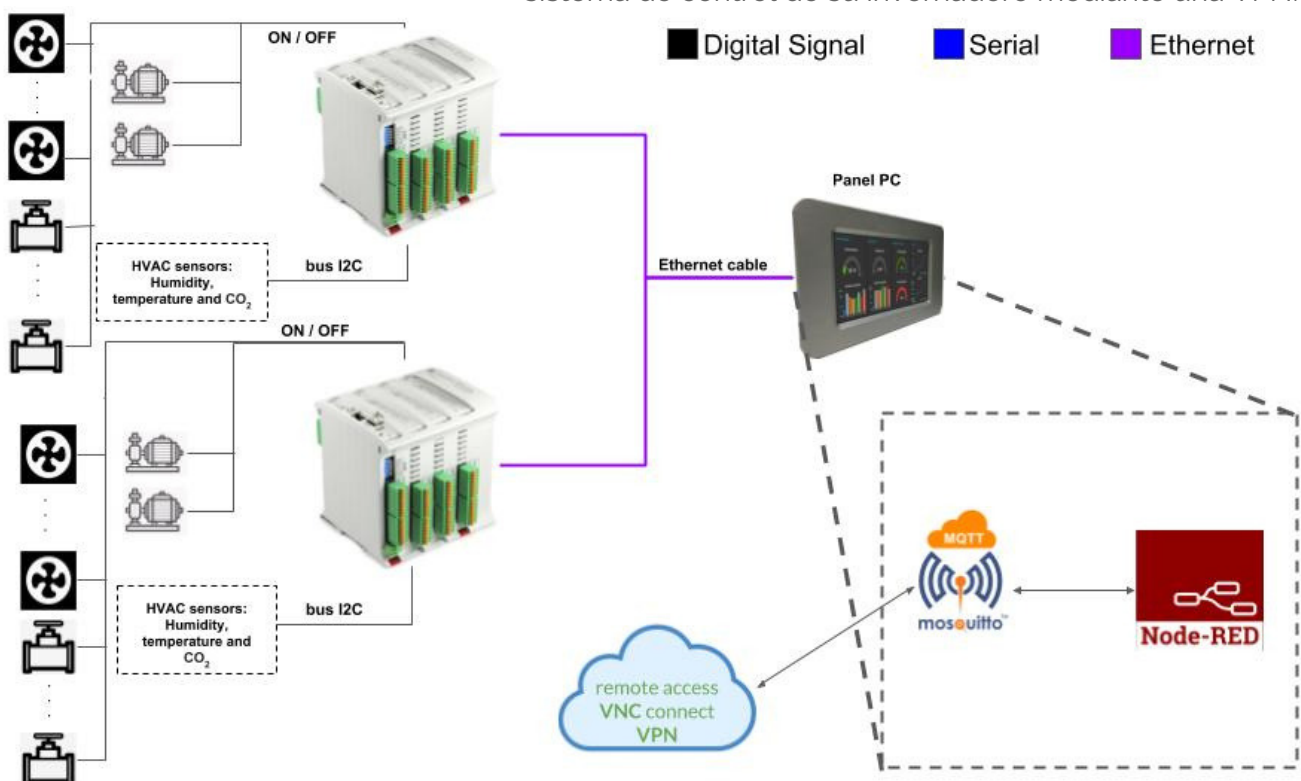 Digital Signal
Serial
Ethernet
ON / OFF
Panel PC
bus I2C
Ethernet cable
HVAC sensors:
Humidity,
temperature and CO₂
ON / OFF
bus I2C
HVAC sensors:
Humidity,
temperature and
CO₂
MQTT
mosquitto™
Node-RED
remote access
VNC connect
VPN